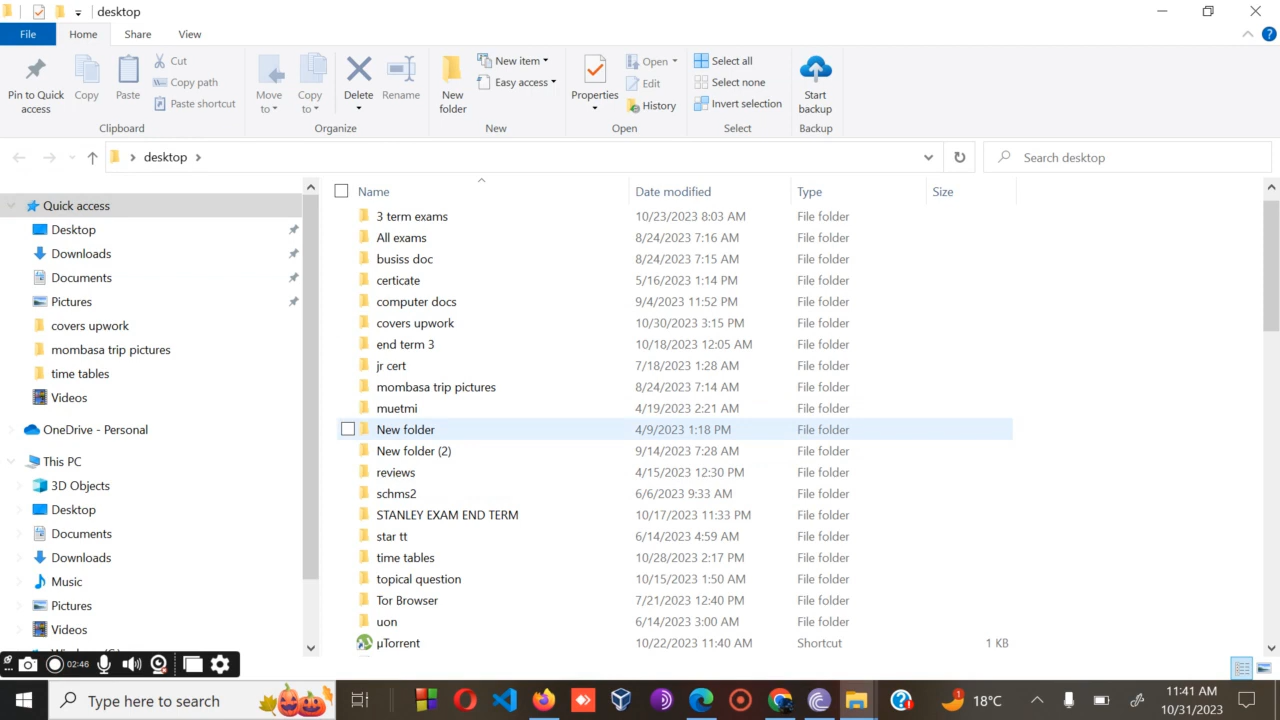 desktop
File Home Share View
Pin to Quick access
Copy
Paste
Cut
Copy path
Paste shortcut
Clipboard
Move to
Copy to
Delete
Rename
Organize
New folder
New item
Easy access
New
Properties
Open
Edit
History
Open
Select all
Select none
Invert selection
Select
Start backup
Backup
desktop
Search desktop
Quick access
Desktop
Downloads
Documents
Pictures
covers upwork
mombasa trip pictures
time tables
Videos
OneDrive - Personal
This PC
3D Objects
Desktop
Documents
Downloads
Music
Pictures
Videos
Name Date modified Type Size
3 term exams 10/23/2023 8:03 AM File folder
All exams 8/24/2023 7:16 AM File folder
busiss doc 8/24/2023 7:15 AM File folder
certicate 5/16/2023 1:14 PM File folder
computer docs 9/4/2023 11:52 PM File folder
covers upwork 10/30/2023 3:15 PM File folder
end term 3 10/18/2023 12:05 AM File folder
jr cert 7/18/2023 1:28 AM File folder
mombasa trip pictures 8/24/2023 7:14 AM File folder
muetmi 4/19/2023 2:21 AM File folder
New folder 4/9/2023 1:18 PM File folder
New folder (2) 9/14/2023 7:28 AM File folder
reviews 4/15/2023 12:30 PM File folder
schms2 6/6/2023 9:33 AM File folder
STANLEY EXAM END TERM 10/17/2023 11:33 PM File folder
star tt 6/14/2023 4:59 AM File folder
time tables 10/28/2023 2:17 PM File folder
topical question 10/15/2023 1:50 AM File folder
Tor Browser 7/21/2023 12:40 PM File folder
uon 6/14/2023 3:00 AM File folder
µTorrent 10/22/2023 11:40 AM Shortcut 1 KB
02:46
Type here to search
1
18°C
11:41 AM
10/31/2023